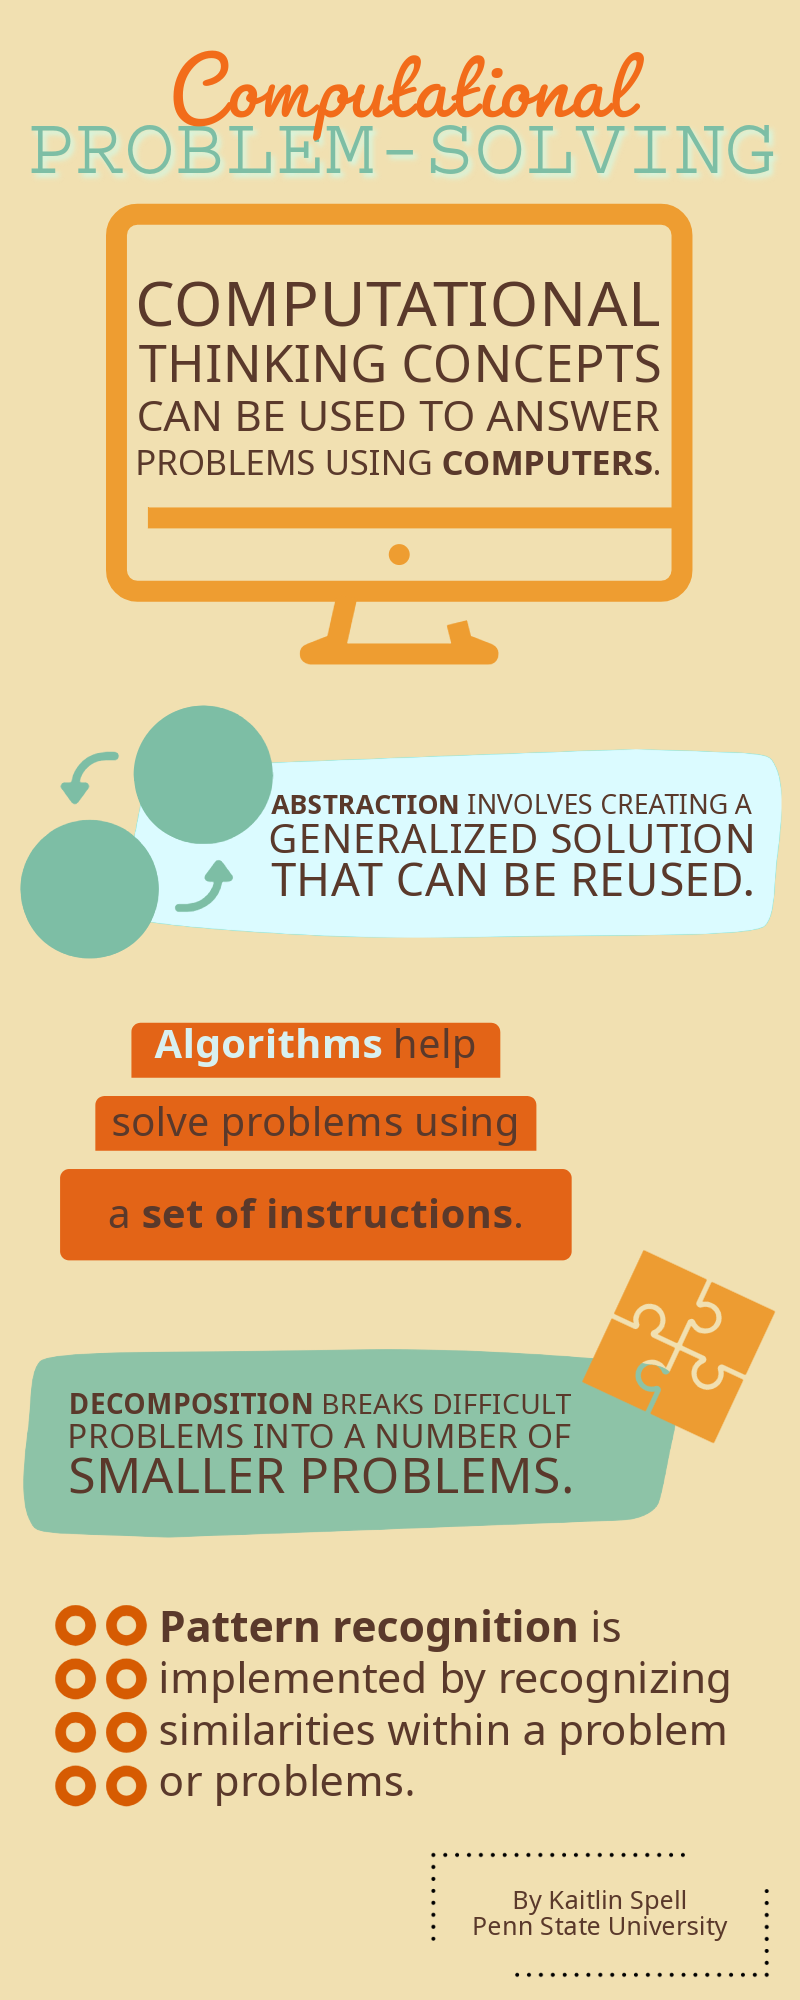 Computational
PROBLEM-SOLVING
COMPUTATIONAL
THINKING CONCEPTS
CAN BE USED TO ANSWER
PROBLEMS USING COMPUTERS.
ABSTRACTION INVOLVES CREATING A
GENERALIZED SOLUTION
THAT CAN BE REUSED.
Algorithms help
solve problems using
a set of instructions.
DECOMPOSITION BREAKS DIFFICULT
PROBLEMS INTO A NUMBER OF
SMALLER PROBLEMS.
Pattern recognition is
implemented by recognizing
similarities within a problem
or problems.
By Kaitlin Spell
Penn State University